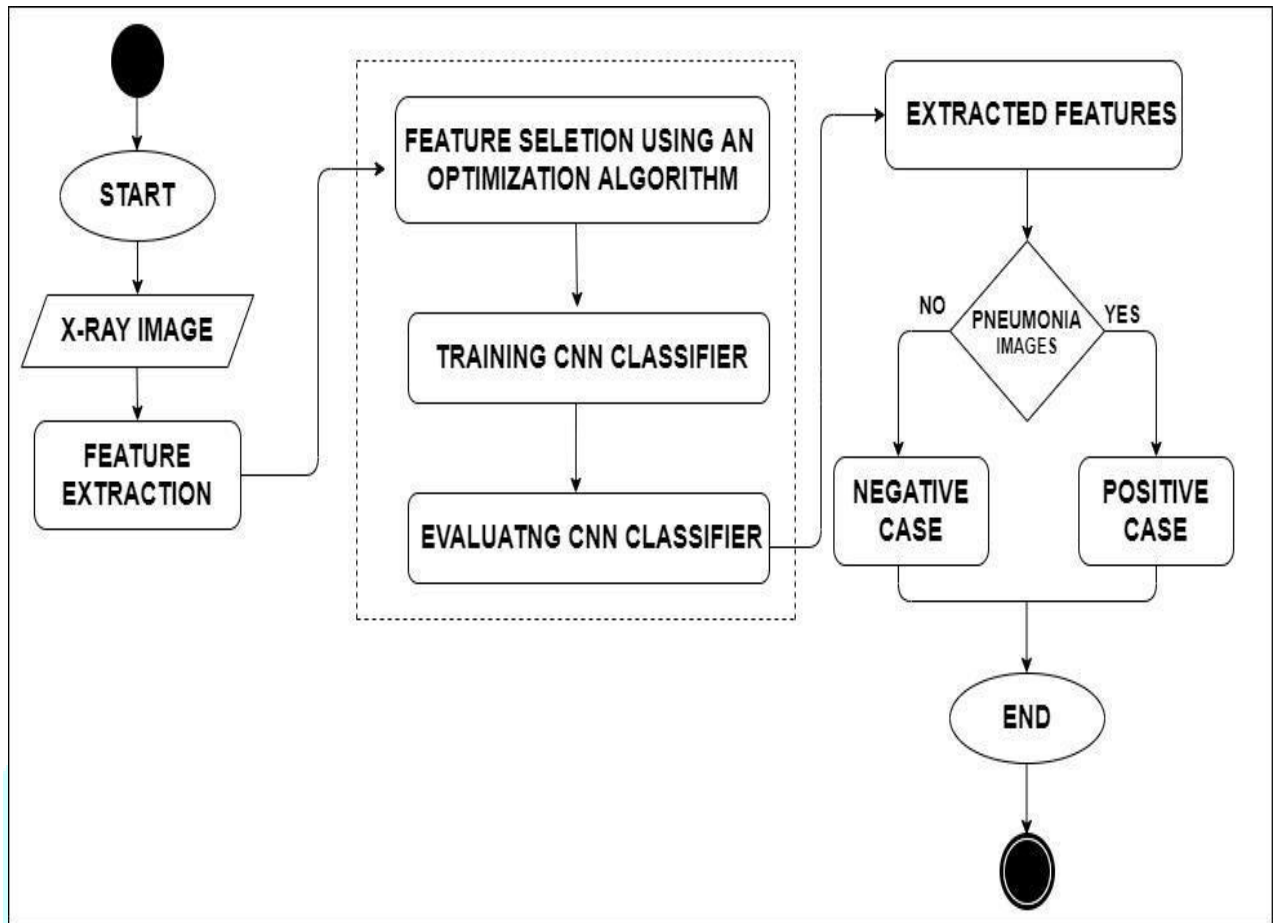 START
X-RAY IMAGE
FEATURE
EXTRACTION
FEATURE SELETION USING AN
OPTIMIZATION ALGORITHM
TRAINING CNN CLASSIFIER
EVALUATNG CNN CLASSIFIER
EXTRACTED FEATURES
NO
PNEUMONIA
IMAGES
YES
NEGATIVE
CASE
POSITIVE
CASE
END